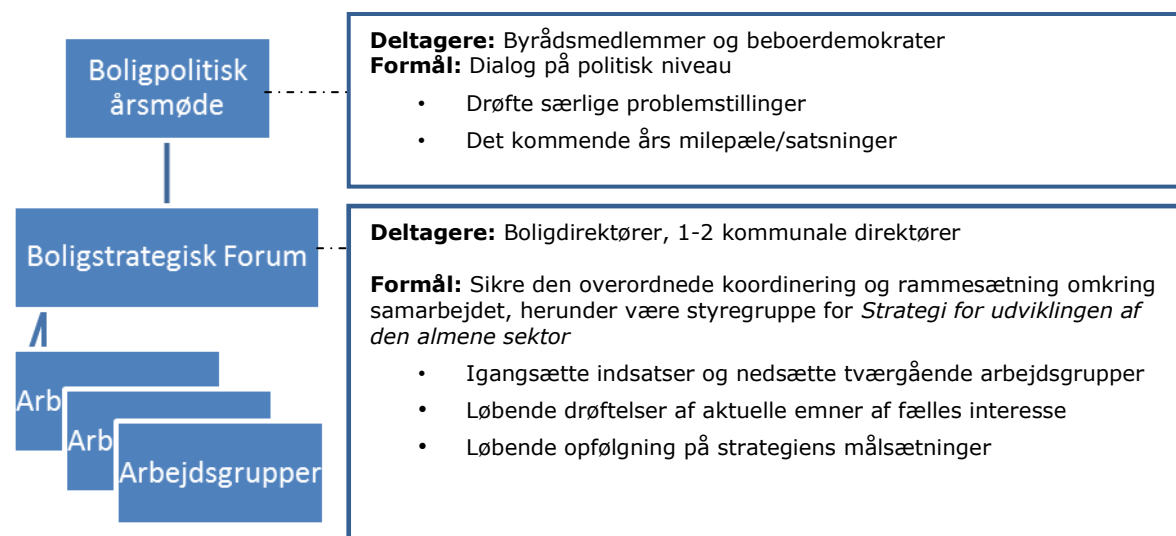 Boligpolitisk
årsmøde
Deltagere: Byrådsmedlemmer og beboerdemokrater
Formål: Dialog på politisk niveau
• Drøfte særlige problemstillinger
• Det kommende års milepæle/satsninger
Boligstrategisk Forum
Deltagere: Boligdirektører, 1-2 kommunale direktører
Formål: Sikre den overordnede koordinering og rammesætning omkring
samarbejdet, herunder være styregruppe for Strategi for udviklingen af
den almene sektor
• Igangsætte indsatser og nedsætte tværgående arbejdsgrupper
• Løbende drøftelser af aktuelle emner af fælles interesse
• Løbende opfølgning på strategiens målsætninger
Arb
Arb
Arbejdsgrupper